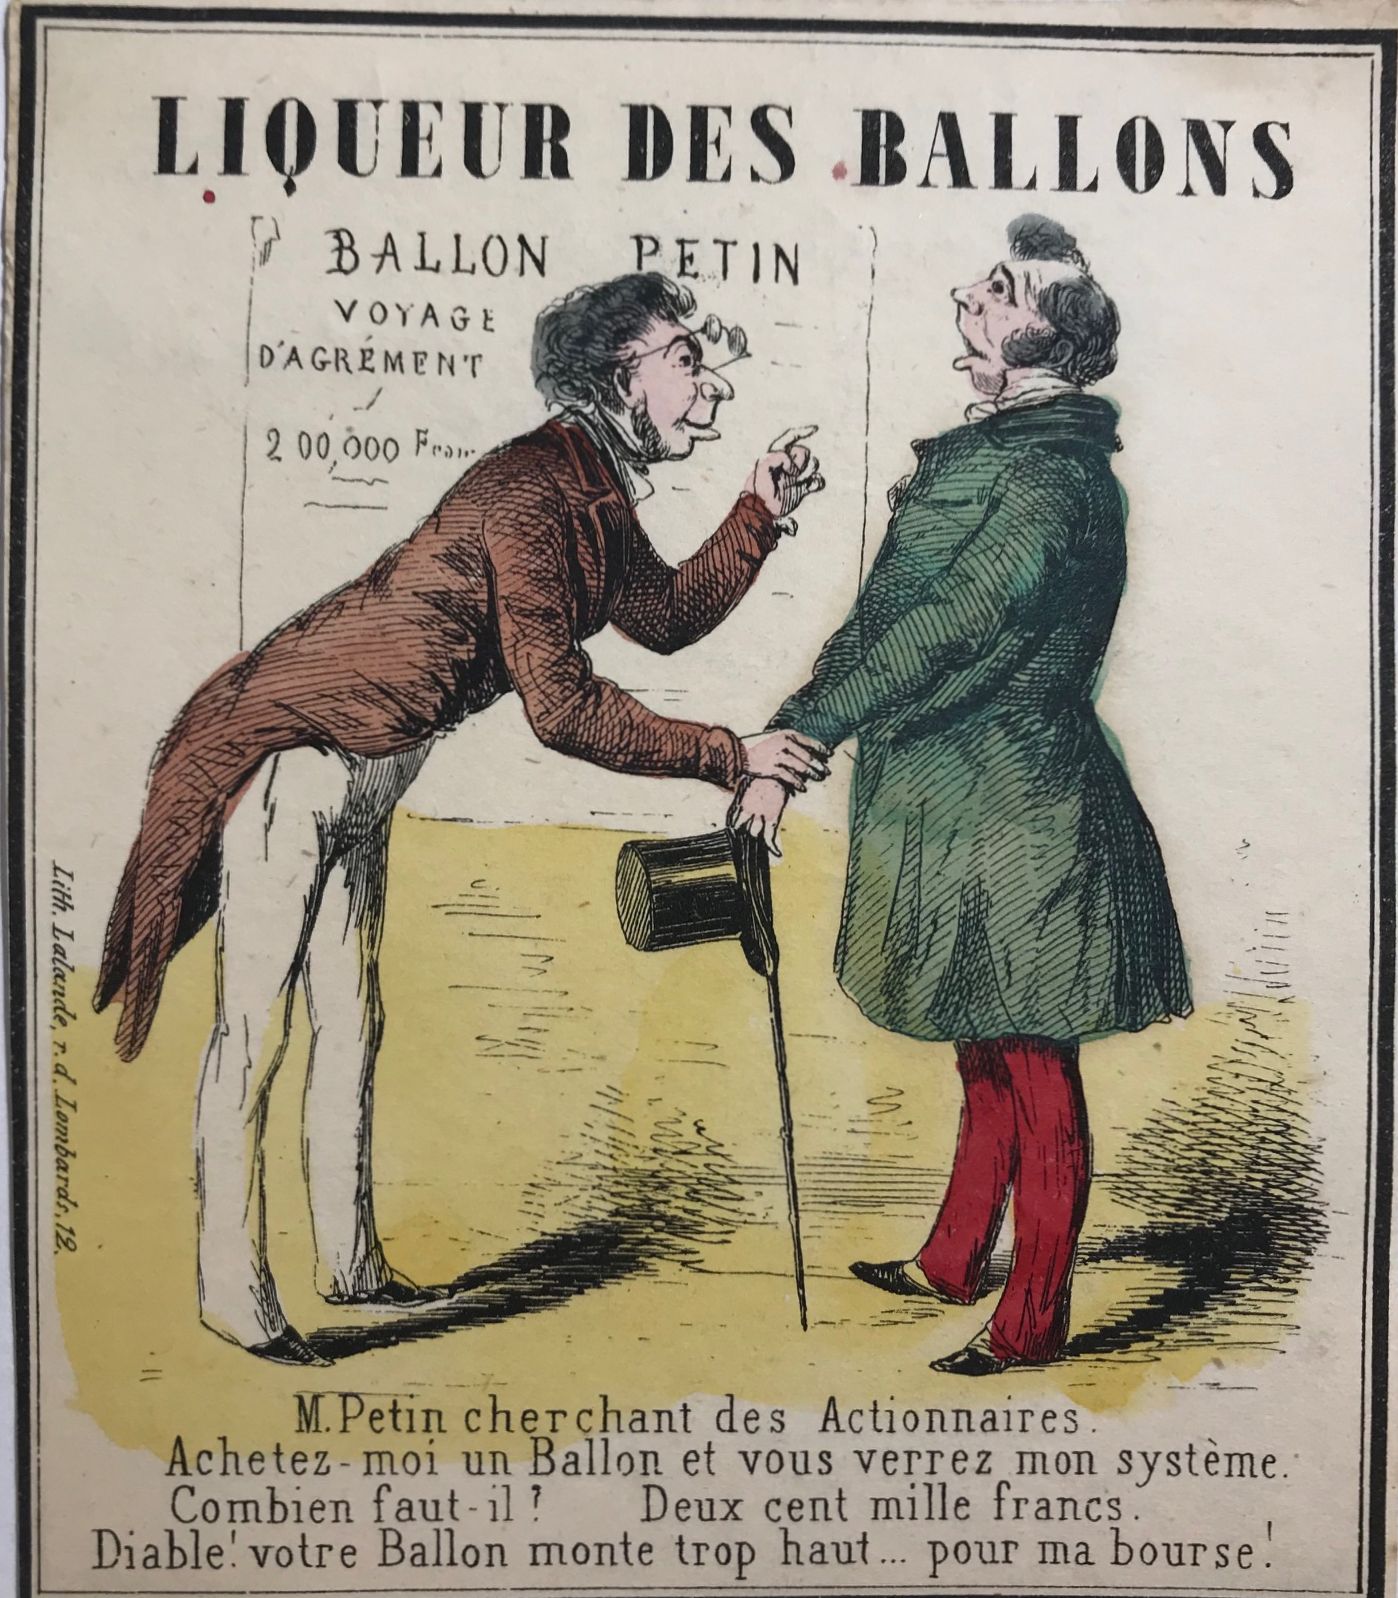 LIQUEUR DES BALLONS
BALLON PETIN
VOYAGE
D'AGRÉMENT
200,000 Fran
Lith. Lalande, r. d. Lombards, 12.
M. Petin cherchant des Actionnaires.
Achetez-moi un Ballon et vous verrez mon système.
Combien faut-il? Deux cent mille francs.
Diable! votre Ballon monte trop haut... pour ma bourse!